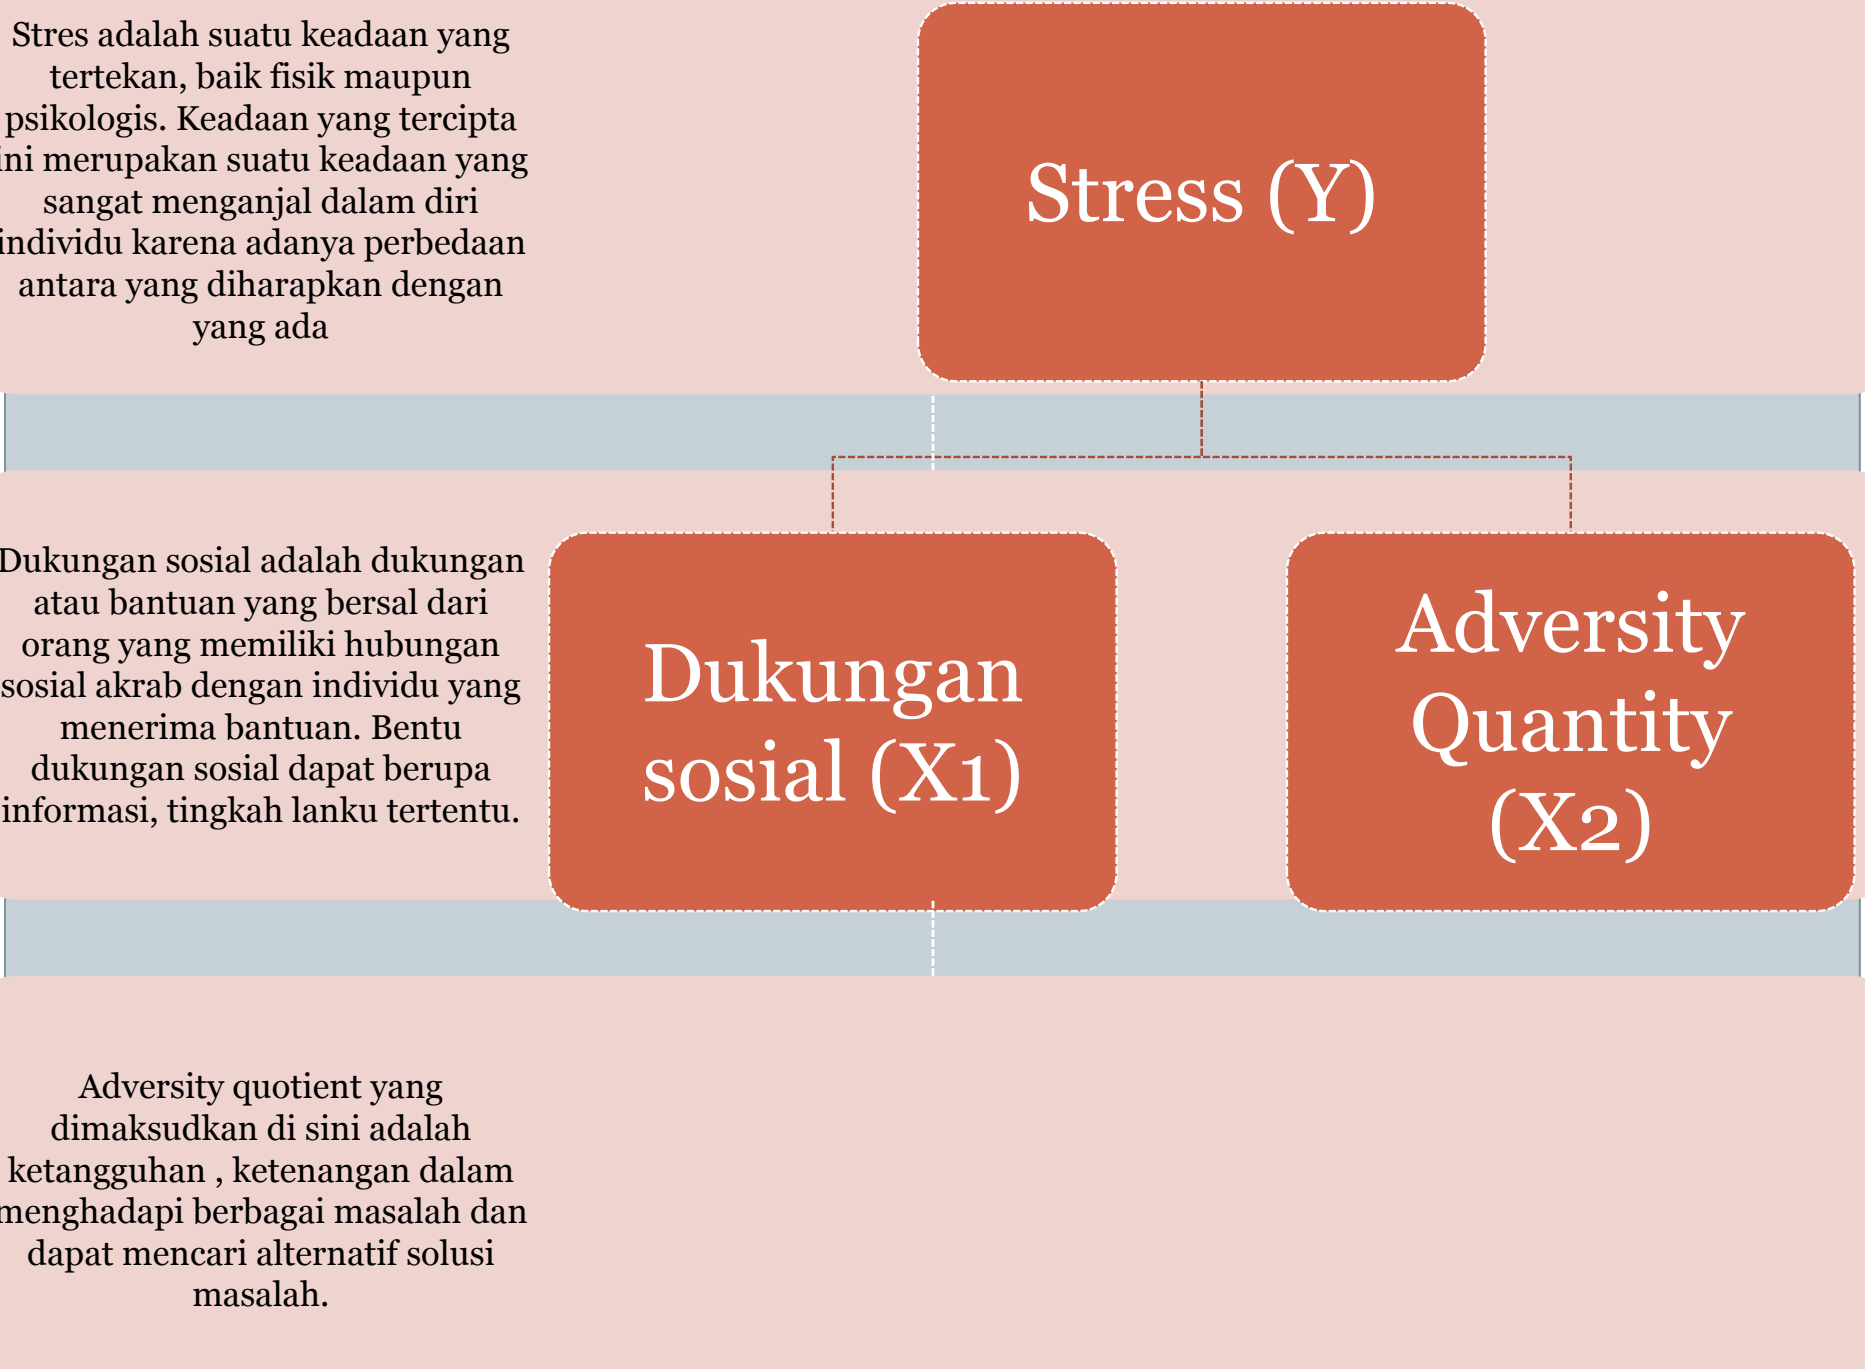 Stres adalah suatu keadaan yang
tertekan, baik fisik maupun
psikologis. Keadaan yang tercipta
ini merupakan suatu keadaan yang
sangat menganjal dalam diri
individu karena adanya perbedaan
antara yang diharapkan dengan
yang ada
Stress (Y)
Dukungan sosial adalah dukungan
atau bantuan yang bersal dari
orang yang memiliki hubungan
sosial akrab dengan individu yang
menerima bantuan. Bentu
dukungan sosial dapat berupa
informasi, tingkah lanku tertentu.
Dukungan
sosial (X1)
Adversity
Quantity
(X2)
Adversity quotient yang
dimaksudkan di sini adalah
ketangguhan , ketenangan dalam
menghadapi berbagai masalah dan
dapat mencari alternatif solusi
masalah.